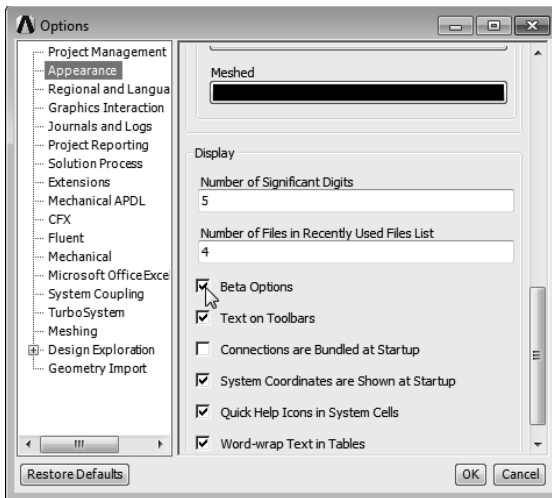 Options
Project Management
Appearance
Regional and Langua
Graphics Interaction
Journals and Logs
Project Reporting
Solution Process
Extensions
Mechanical APDL
CFX
Fluent
Mechanical
Microsoft Office Exce
System Coupling
TurboSystem
Meshing
Design Exploration
Geometry Import
Meshed
Display
Number of Significant Digits
5
Number of Files in Recently Used Files List
4
Beta Options
Text on Toolbars
Connections are Bundled at Startup
System Coordinates are Shown at Startup
Quick Help Icons in System Cells
Word-wrap Text in Tables
Restore Defaults
OK
Cancel